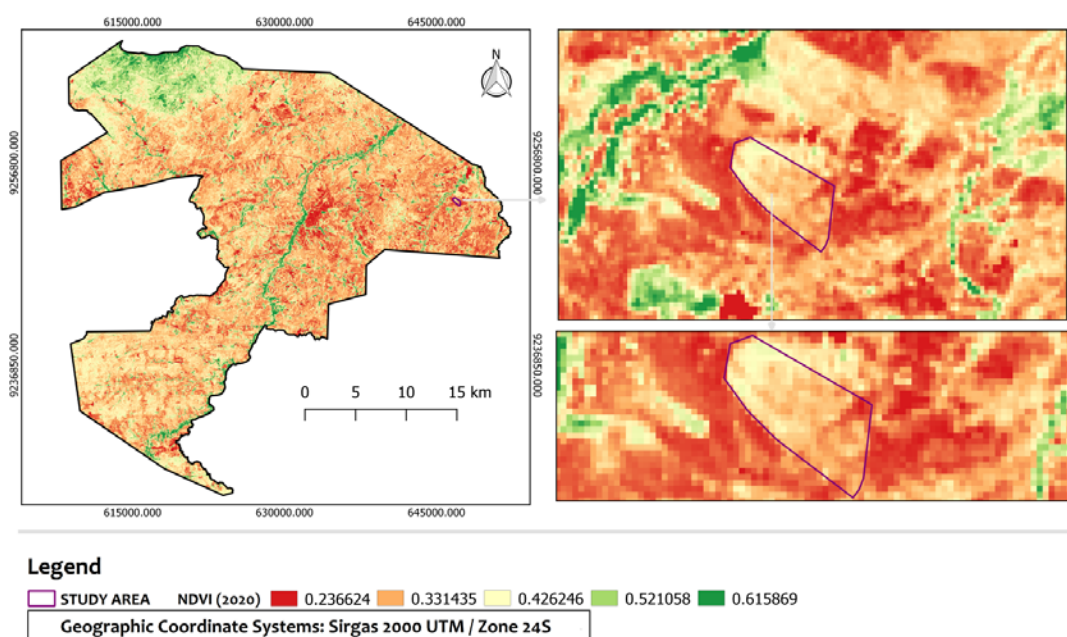 615000.000 630000.000 645000.000
N
9256800.000 9256800.000
9236850.000 9236850.000
0 5 10 15 km
615000.000 630000.000 645000.000
Legend
STUDY AREA NDVI (2020) 0.236624 0.331435 0.426246 0.521058 0.615869
Geographic Coordinate Systems: Sirgas 2000 UTM / Zone 24S